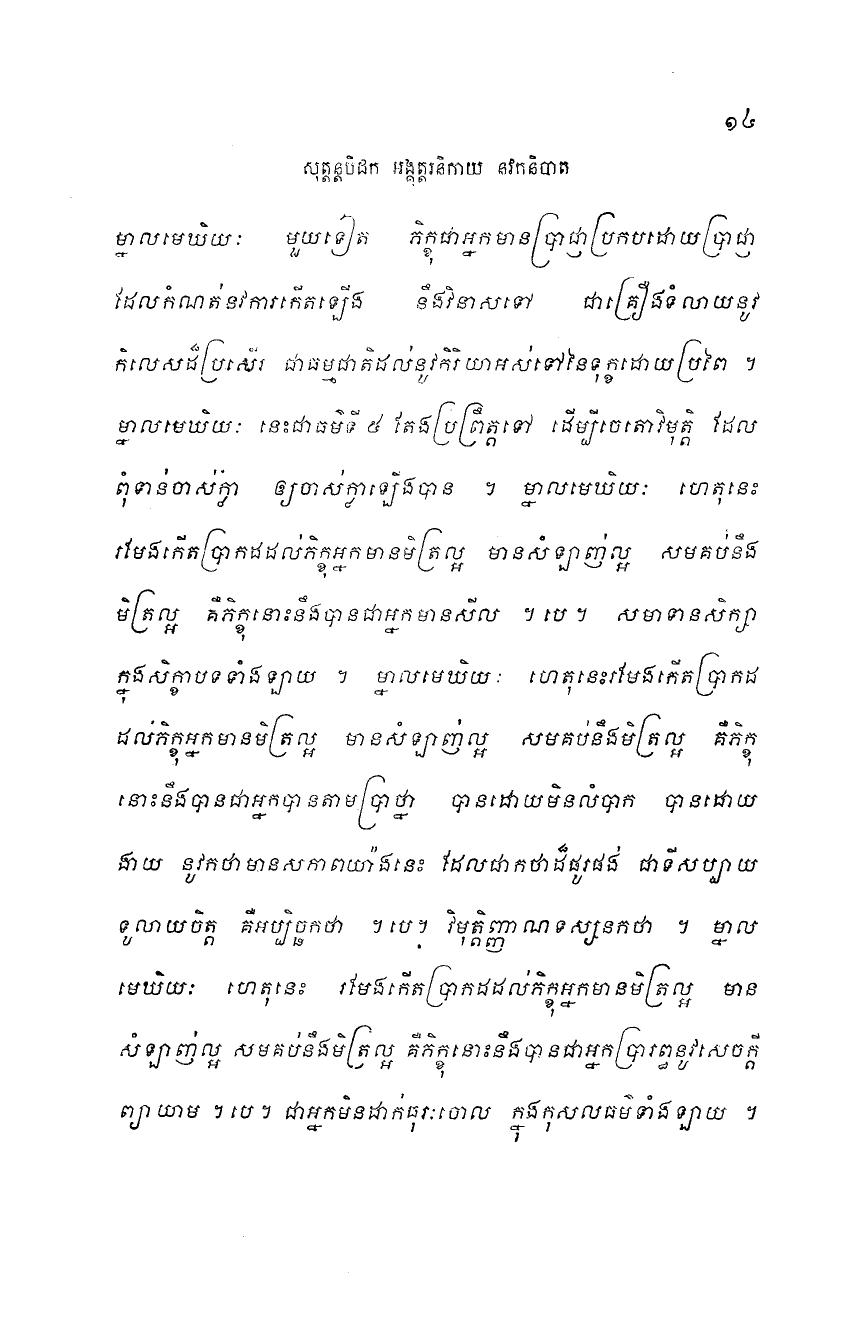 ១៤
សុត្តន្តបិដក អង្គុត្តរនិកាយ នវកនិបាត
ម្នាលមេឃិយៈ មួយទៀត ភិក្ខុជាអ្នកមានប្រាជ្ញាប្រកបដោយប្រាជ្ញា
ដែលកំណត់នូវការកើតឡើង នឹងវិនាសទៅ ជាគ្រឿងទំលាយនូវ
កិលេសដ៏ប្រសើរ ជាធម្មជាតិដល់នូវកិរិយាអស់ទៅនៃទុក្ខដោយប្រពៃ ។
ម្នាលមេឃិយៈ នេះជាធម៌ទី ៥ តែងប្រព្រឹត្តទៅ ដើម្បីចេតោវិមុត្តិ ដែល
ពុំទាន់ចាស់ក្លា ឲ្យចាស់ក្លាឡើងបាន ។ ម្នាលមេឃិយៈ ហេតុនេះ
រមែងកើតប្រាកដដល់ភិក្ខុអ្នកមានមិត្រល្អ មានសំឡាញ់ល្អ សមគប់នឹង
មិត្រល្អ គឺភិក្ខុនោះនឹងបានជាអ្នកមានសីល ។ បេ ។ សមាទានសិក្សា
ក្នុងសិក្ខាបទទាំងឡាយ ។ ម្នាលមេឃិយៈ ហេតុនេះរមែងកើតប្រាកដ
ដល់ភិក្ខុអ្នកមានមិត្រល្អ មានសំឡាញ់ល្អ សមគប់នឹងមិត្រល្អ គឺភិក្ខុ
នោះនឹងបានជាអ្នកបានតាមប្រាថ្នា បានដោយមិនលំបាក បានដោយ
ងាយ នូវកថាមានសភាពយ៉ាងនេះ ដែលជាកថាដ៏ផូរផង់ ជាទីសប្បាយ
ទូលាយចិត្ត គឺអប្បិច្ឆកថា ។ បេ ។ វិមុត្តិញ្ញាណទស្សនកថា ។ ម្នាល
មេឃិយៈ ហេតុនេះ រមែងកើតប្រាកដដល់ភិក្ខុអ្នកមានមិត្រល្អ មាន
សំឡាញ់ល្អ សមគប់នឹងមិត្រល្អ គឺភិក្ខុនោះនឹងបានជាអ្នកប្រារព្ធនូវសេចក្តី
ព្យាយាម ។ បេ ។ ជាអ្នកមិនដាក់ធុរៈចោល ក្នុងកុសលធម៌ទាំងឡាយ ។